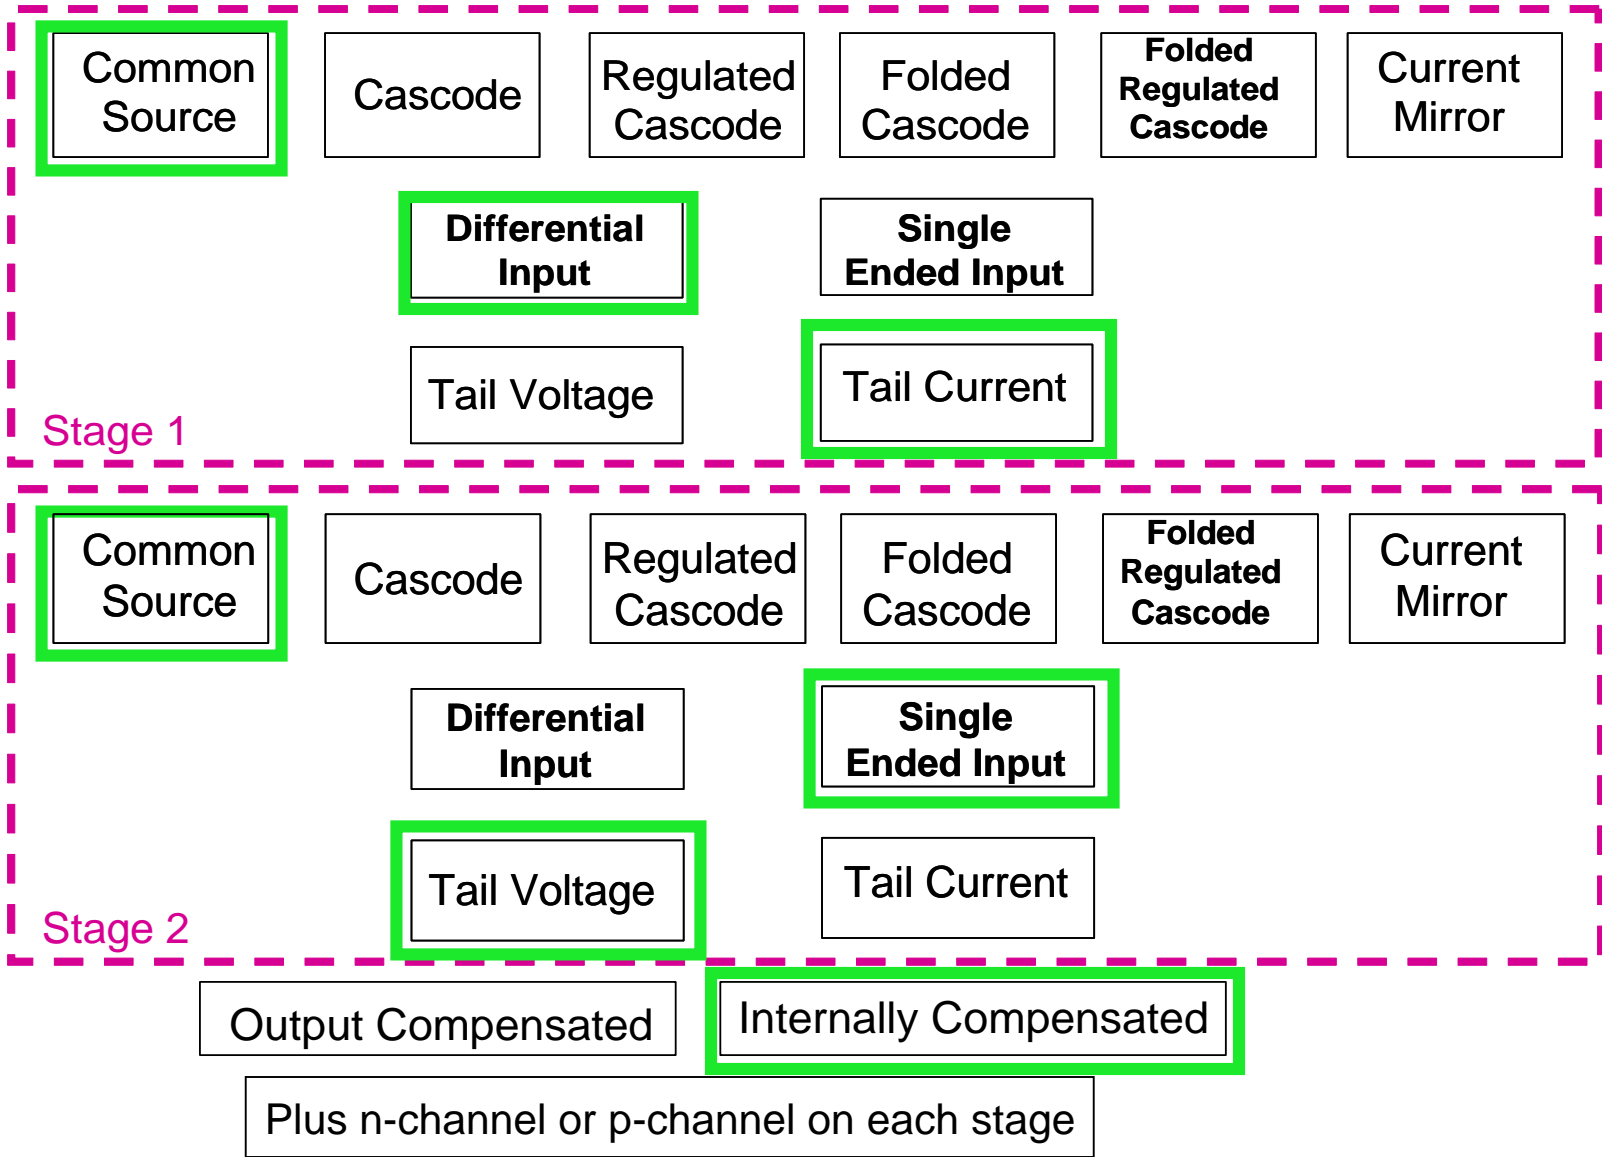 Common
Source
Cascode
Regulated
Cascode
Folded
Cascode
Folded
Regulated
Cascode
Current
Mirror
Differential
Input
Single
Ended Input
Tail Voltage
Tail Current
Stage 1
Common
Source
Cascode
Regulated
Cascode
Folded
Cascode
Folded
Regulated
Cascode
Current
Mirror
Differential
Input
Single
Ended Input
Tail Voltage
Tail Current
Stage 2
Output Compensated
Internally Compensated
Plus n-channel or p-channel on each stage